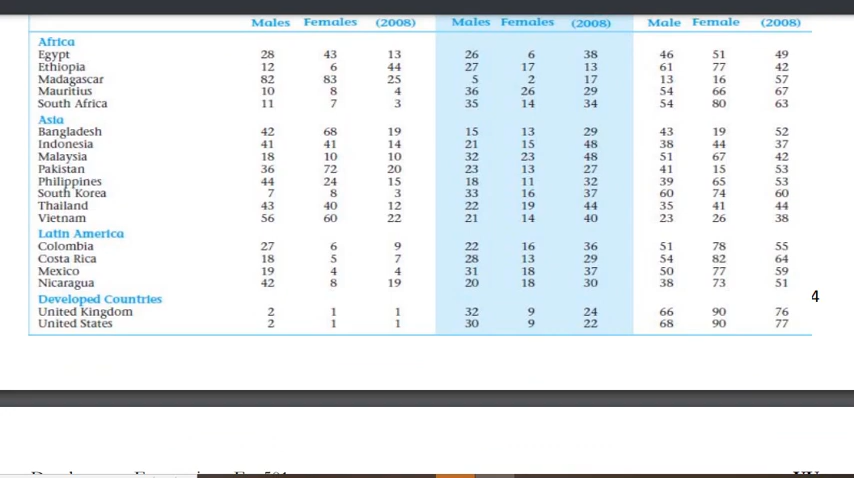 Males Females (2008) Males Females (2008) Male Female (2008)
Africa
Egypt 28 43 13 26 6 38 46 51 49
Ethiopia 12 6 44 27 17 13 61 77 42
Madagascar 82 83 25 5 2 17 13 16 57
Mauritius 10 8 4 36 26 29 54 66 67
South Africa 11 7 3 35 14 34 54 80 63
Asia
Bangladesh 42 68 19 15 13 29 43 19 52
Indonesia 41 41 14 21 15 48 38 44 37
Malaysia 18 10 10 32 23 48 51 67 42
Pakistan 36 72 20 23 13 27 41 15 53
Philippines 44 24 15 18 11 32 39 65 53
South Korea 7 8 3 33 16 37 60 74 60
Thailand 43 40 12 22 19 44 35 41 44
Vietnam 56 60 22 21 14 40 23 26 38
Latin America
Colombia 27 6 9 22 16 36 51 78 55
Costa Rica 18 5 7 28 13 29 54 82 64
Mexico 19 4 4 31 18 37 50 77 59
Nicaragua 42 8 19 20 18 30 38 73 51
4
Developed Countries
United Kingdom 2 1 1 32 9 24 66 90 76
United States 2 1 1 30 9 22 68 90 77